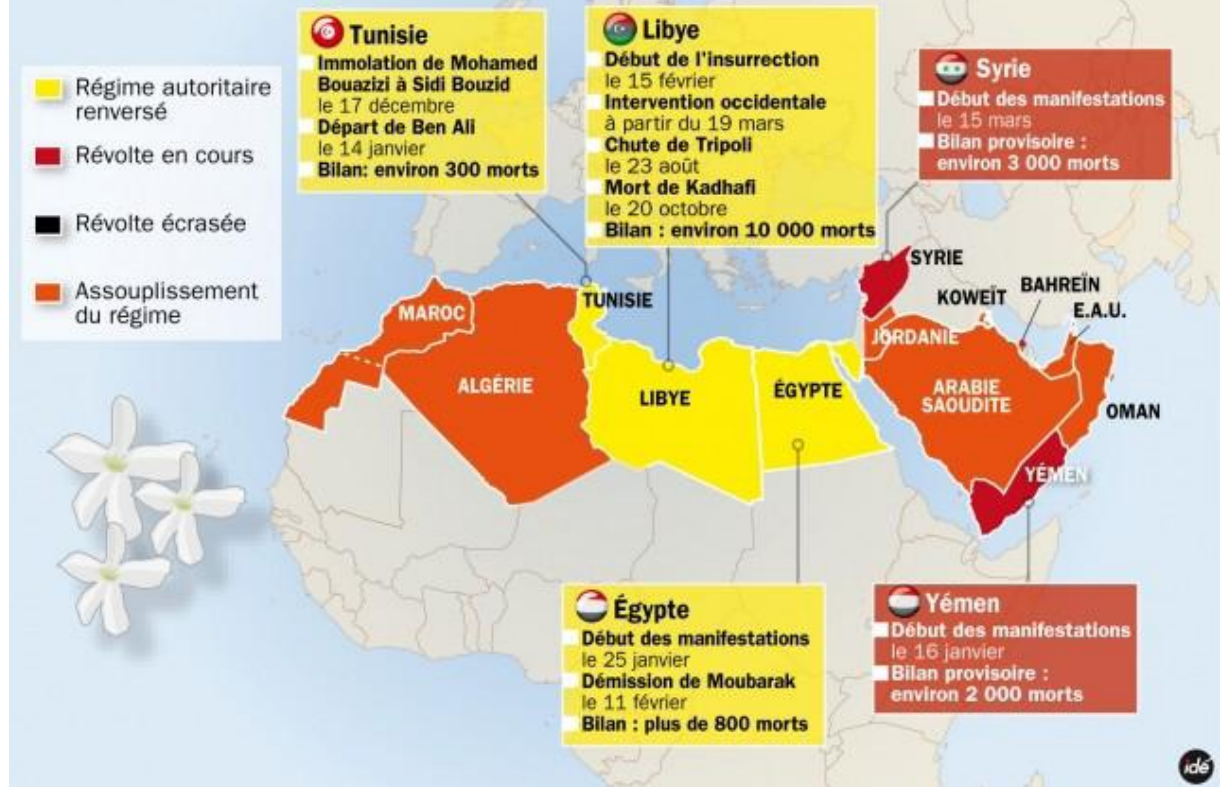 Régime autoritaire
renversé
Révolte en cours
Révolte écrasée
Assouplissement
du régime
Tunisie
Immolation de Mohamed
Bouazizi à Sidi Bouzid
le 17 décembre
Départ de Ben Ali
le 14 janvier
Bilan: environ 300 morts
Libye
Début de l'insurrection
le 15 février
Intervention occidentale
à partir du 19 mars
Chute de Tripoli
le 23 août
Mort de Kadhafi
le 20 octobre
Bilan : environ 10 000 morts
Syrie
Début des manifestations
le 15 mars
Bilan provisoire :
environ 3 000 morts
MAROC
ALGÉRIE
TUNISIE
LIBYE
ÉGYPTE
SYRIE
JORDANIE
KOWEÏT
BAHREÏN
E.A.U.
ARABIE
SAOUDITE
OMAN
YÉMEN
Égypte
Début des manifestations
le 25 janvier
Démission de Moubarak
le 11 février
Bilan : plus de 800 morts
Yémen
Début des manifestations
le 16 janvier
Bilan provisoire :
environ 2 000 morts
idé